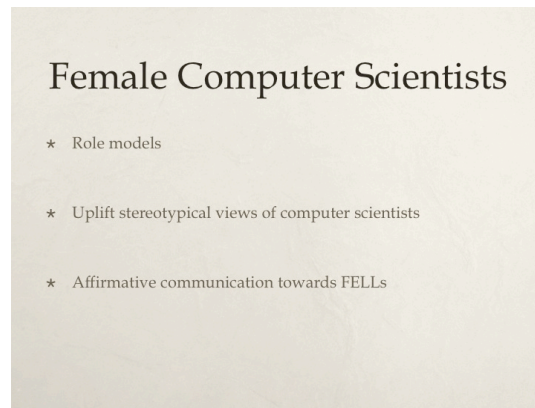 Female Computer Scientists
* Role models
* Uplift stereotypical views of computer scientists
* Affirmative communication towards FELLs